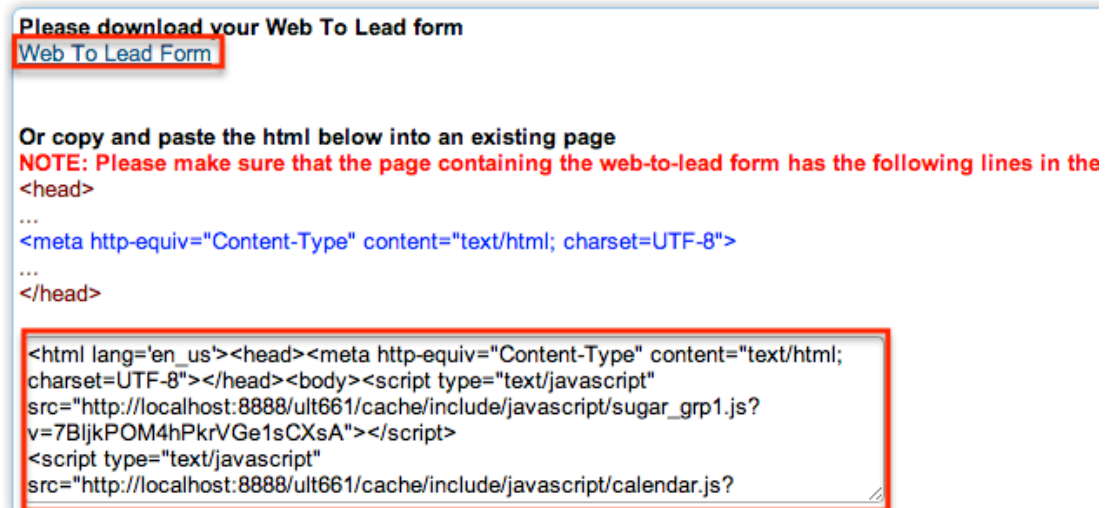 Please download your Web To Lead form
Web To Lead Form
Or copy and paste the html below into an existing page
NOTE: Please make sure that the page containing the web-to-lead form has the following lines in the
<head>
...
<meta http-equiv="Content-Type" content="text/html; charset=UTF-8">
...
</head>
<html lang='en_us'><head><meta http-equiv="Content-Type" content="text/html;
charset=UTF-8"></head><body><script type="text/javascript"
src="http://localhost:8888/ult661/cache/include/javascript/sugar_grp1.js?
v=7BljkPOM4hPkrVGe1sCXsA"></script>
<script type="text/javascript"
src="http://localhost:8888/ult661/cache/include/javascript/calendar.js?